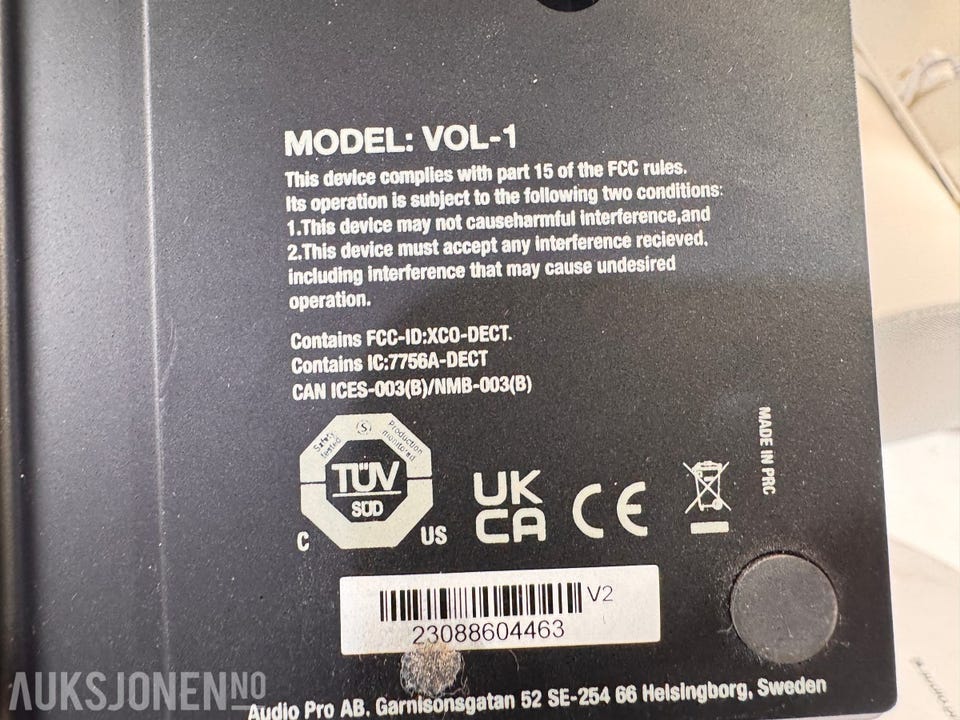 MODEL: VOL-1
This device complies with part 15 of the FCC rules.
Its operation is subject to the following two conditions:
1.This device may not causeharmful interference,and
2.This device must accept any interference recieved.
including interference that may cause undesired
operation.
Contains FCC-ID:XCO-DECT.
Contains IC:7756A-DECT
CAN ICES-003(B)/NMB-003(B)
Safety tested
S
Production monitored
TÜV
SÜD
C
US
UK
CA
CE
MADE IN PRC
V2
23088604463
Audio Pro AB. Garnisonsgatan 52 SE-254 66 Helsingborg, Sweden
AUKSJONEN.NO